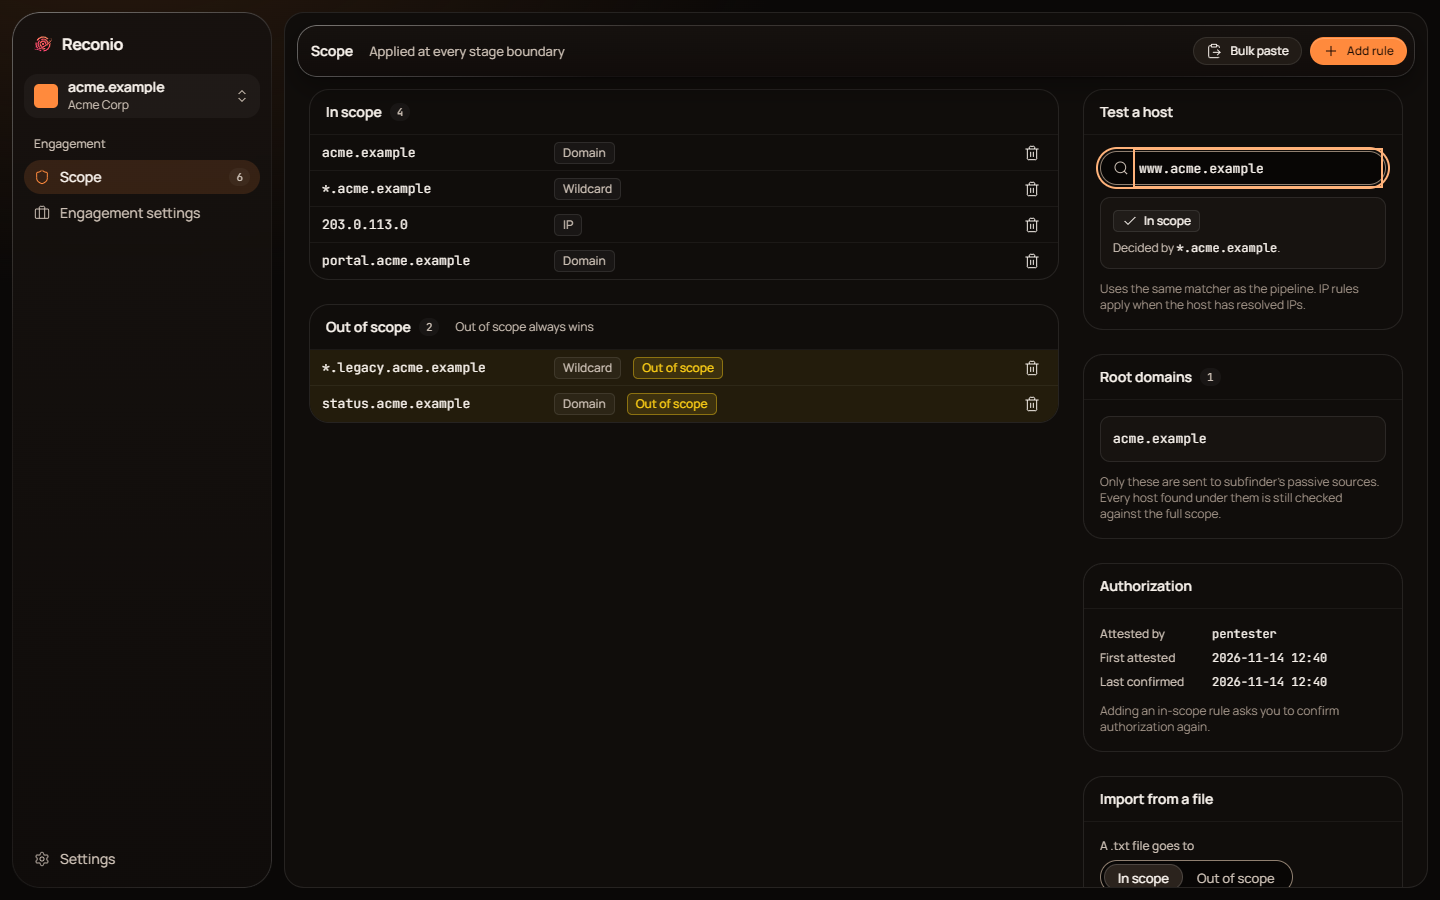 Reconio
acme.example
Acme Corp
Engagement
Scope 6
Engagement settings
Settings
Scope Applied at every stage boundary Bulk paste Add rule
In scope 4
acme.example Domain
*.acme.example Wildcard
203.0.113.0 IP
portal.acme.example Domain
Out of scope 2 Out of scope always wins
*.legacy.acme.example Wildcard Out of scope
status.acme.example Domain Out of scope
Test a host
www.acme.example
In scope
Decided by *.acme.example.
Uses the same matcher as the pipeline. IP rules
apply when the host has resolved IPs.
Root domains 1
acme.example
Only these are sent to subfinder's passive sources.
Every host found under them is still checked
against the full scope.
Authorization
Attested by pentester
First attested 2026-11-14 12:40
Last confirmed 2026-11-14 12:40
Adding an in-scope rule asks you to confirm
authorization again.
Import from a file
A .txt file goes to
In scope Out of scope